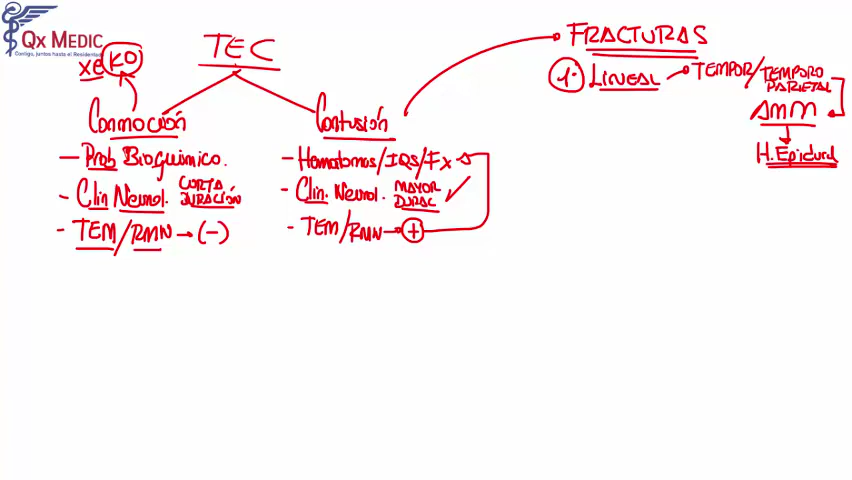 Qx MEDIC
Contigo, juntos hasta el Residentado
xe KO
TEC
Conmoción
- Prob Bioquímico.
- Clin Neurol. CORTA DURACIÓN
- TEM/RMN → (-)
Contusión
- Hematomas/IQS/Fx
- Clin. Neurol. MAYOR DURAC
- TEM/RMN → +
FRACTURAS
1. LINEAL → TEMPOR/TEMPORO PARIETAL
AMM
H. Epidural